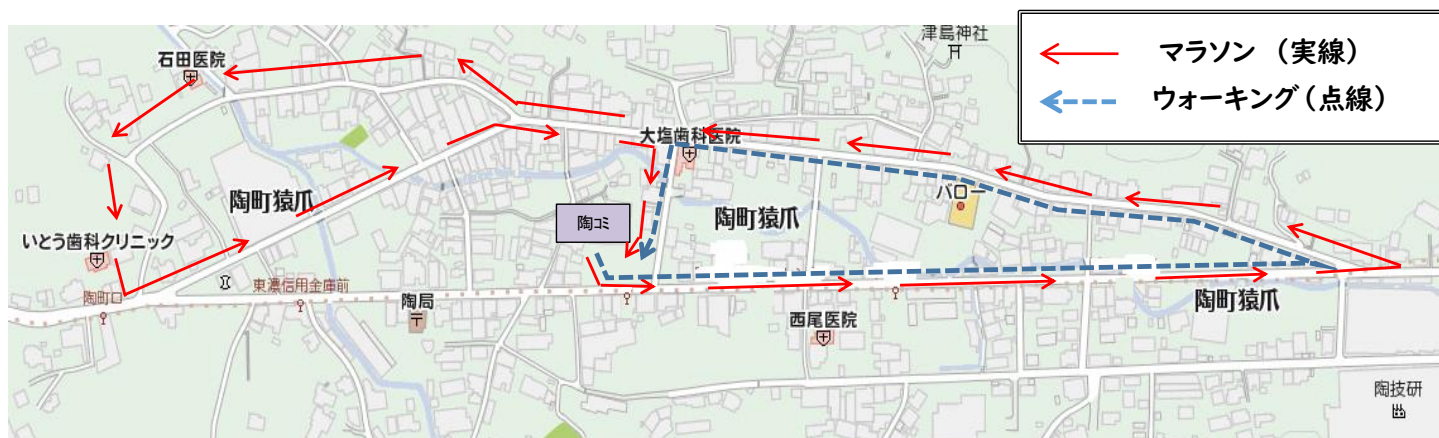 津島神社
マラソン （実線）
ウォーキング（点線）
石田医院
大塩歯科医院
バロー
陶町猿爪
陶コミ
陶町猿爪
いとう歯科クリニック
陶町口
東濃信用金庫前
陶局
西尾医院
陶町猿爪
陶技研